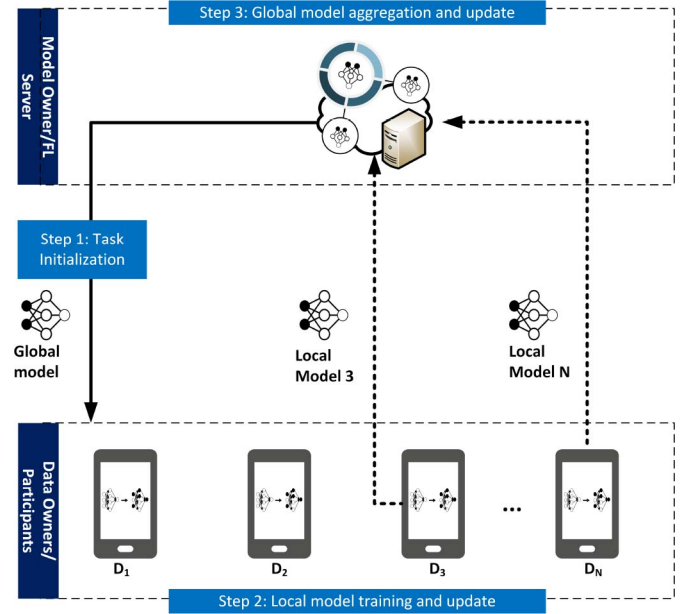 Step 3: Global model aggregation and update
Model Owner/FL
Server
Step 1: Task
Initialization
Global
model
Local
Model 3
Local
Model N
Data Owners/
Participants
...
D1
D2
D3
DN
Step 2: Local model training and update